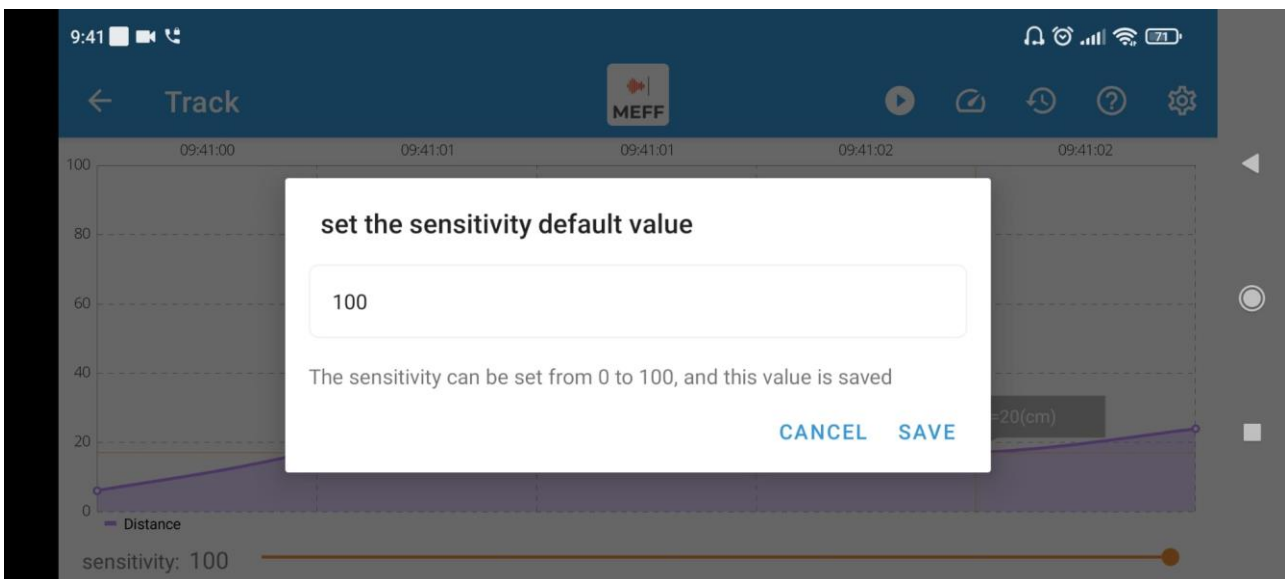 9:41
71
Track
MEFF
09:41:00 09:41:01 09:41:01 09:41:02 09:41:02
100
set the sensitivity default value
80
100
60
The sensitivity can be set from 0 to 100, and this value is saved
40
=20(cm)
CANCEL SAVE
20
0
Distance
sensitivity: 100